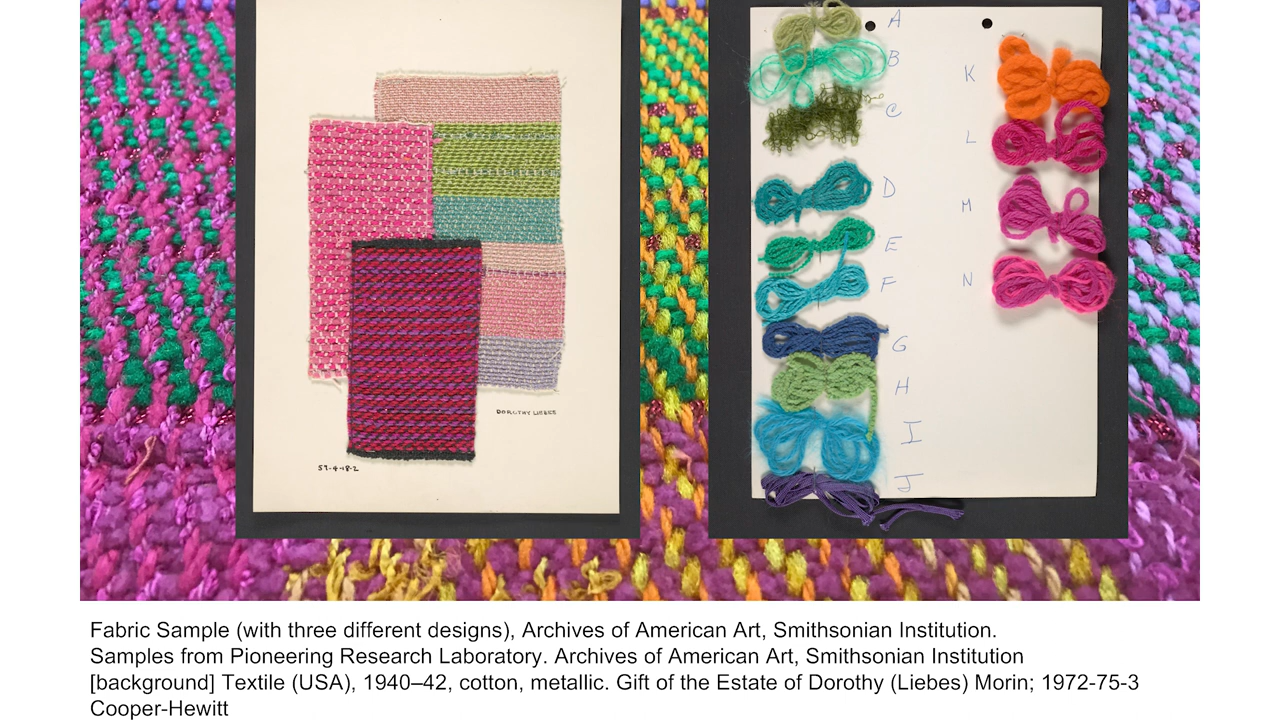 DOROTHY LIEBES
59-4-18-2
A
B
C
D
E
F
G
H
I
J
K
L
M
N
Fabric Sample (with three different designs), Archives of American Art, Smithsonian Institution.
Samples from Pioneering Research Laboratory. Archives of American Art, Smithsonian Institution
[background] Textile (USA), 1940–42, cotton, metallic. Gift of the Estate of Dorothy (Liebes) Morin; 1972-75-3
Cooper-Hewitt